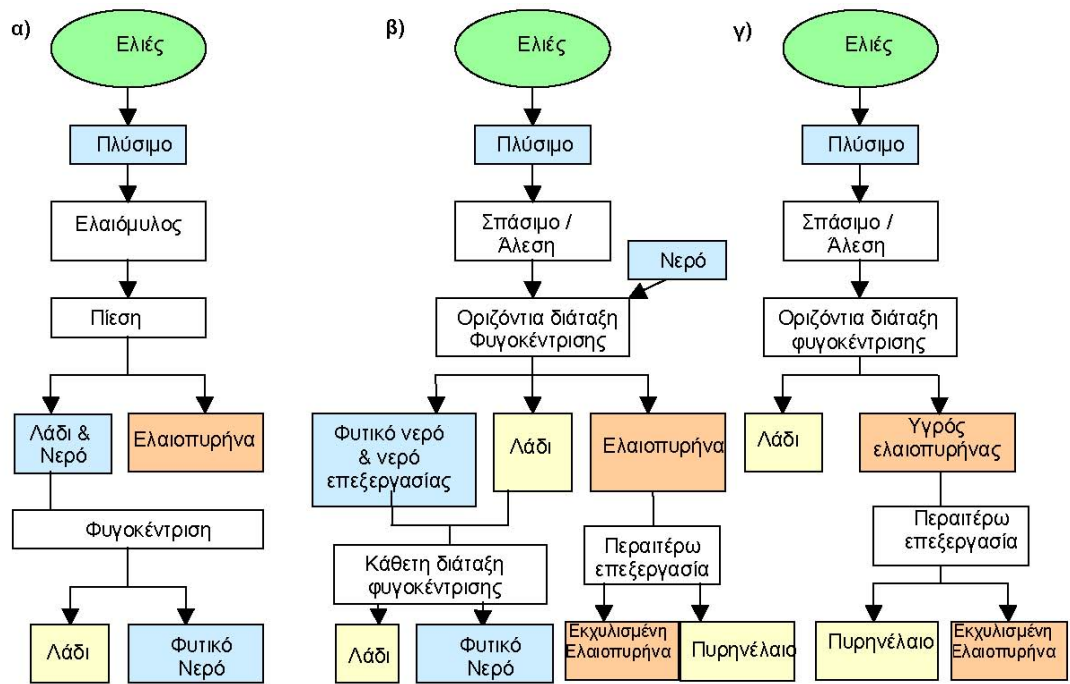 α)
Ελιές
Πλύσιμο
Ελαιόμυλος
Πίεση
Λάδι &
Νερό
Ελαιοπυρήνα
Φυγοκέντριση
Λάδι
Φυτικό
Νερό
β)
Ελιές
Πλύσιμο
Σπάσιμο /
Άλεση
Νερό
Οριζόντια διάταξη
Φυγοκέντρισης
Φυτικό νερό
& νερό
επεξεργασίας
Λάδι
Ελαιοπυρήνα
Κάθετη διάταξη
φυγοκέντρισης
Περαιτέρω
επεξεργασία
Λάδι
Φυτικό
Νερό
Εκχυλισμένη
Ελαιοπυρήνα
Πυρηνέλαιο
γ)
Ελιές
Πλύσιμο
Σπάσιμο /
Άλεση
Οριζόντια διάταξη
φυγοκέντρισης
Λάδι
Υγρός
ελαιοπυρήνας
Περαιτέρω
επεξεργασία
Πυρηνέλαιο
Εκχυλισμένη
Ελαιοπυρήνα